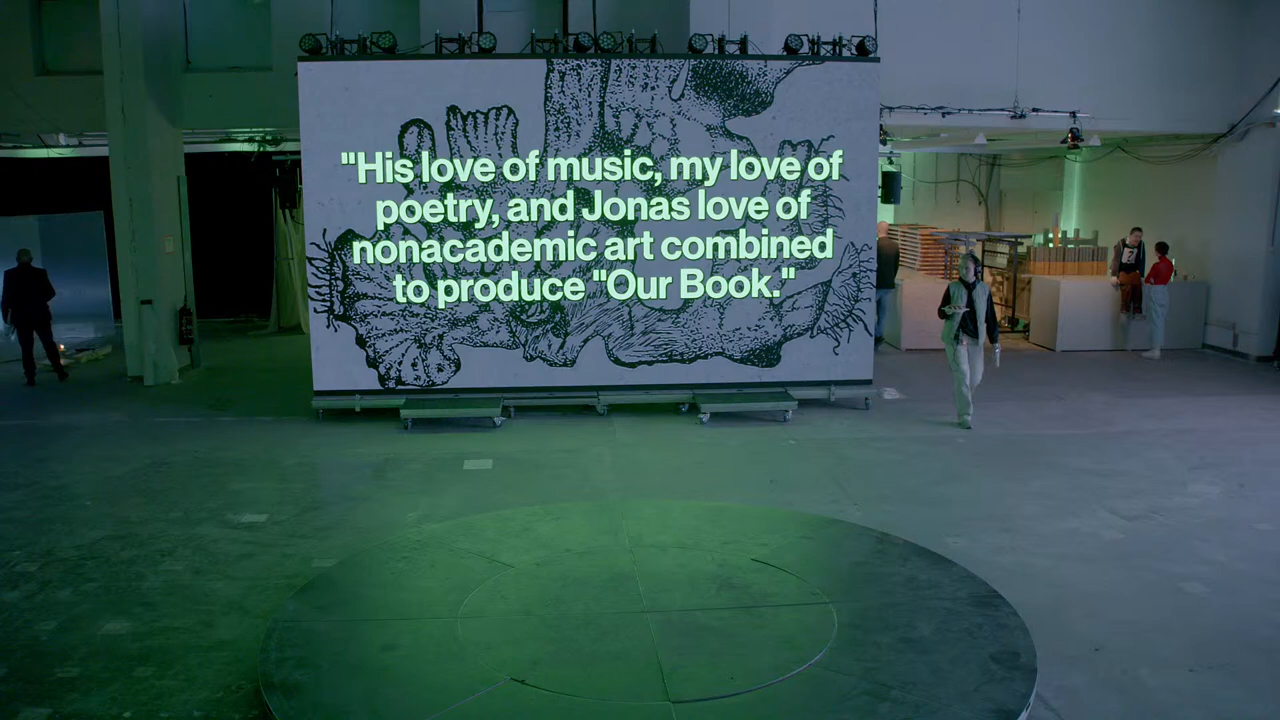 "His love of music, my love of
poetry, and Jonas love of
nonacademic art combined
to produce "Our Book."